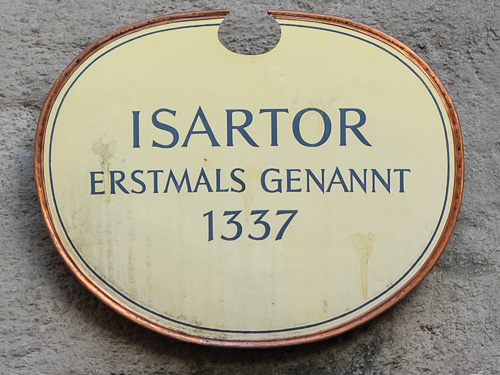 ISARTOR
ERSTMALS GENANNT
1337